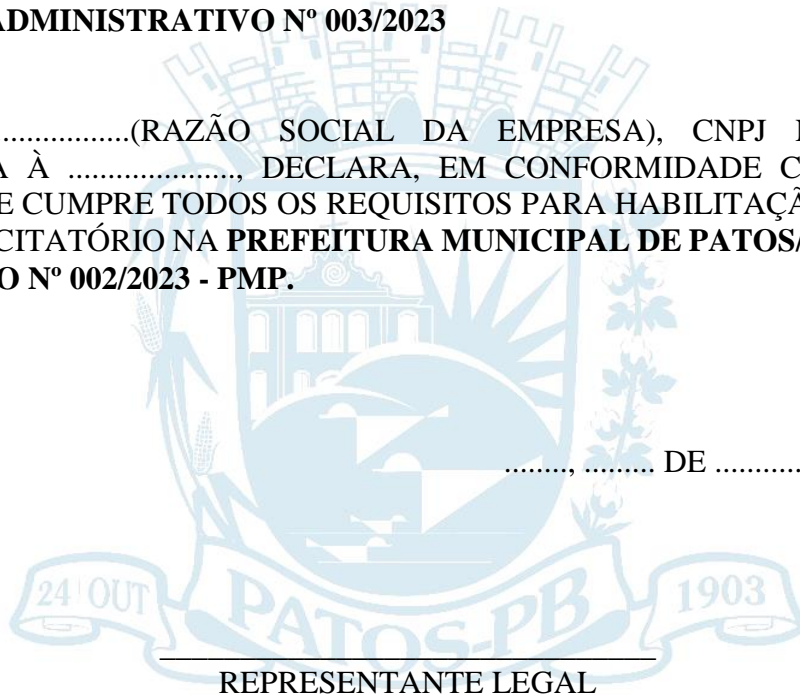 ADMINISTRATIVO Nº 003/2023
.................(RAZÃO SOCIAL DA EMPRESA), CNPJ
À ....................., DECLARA, EM CONFORMIDADE
CUMPRE TODOS OS REQUISITOS PARA HABILITAÇÃ
CITATÓRIO NA PREFEITURA MUNICIPAL DE PATOS/
O Nº 002/2023 - PMP.
........, ......... DE ...........
24 OUT
PATOS-PB
1903
REPRESENTANTE LEGAL